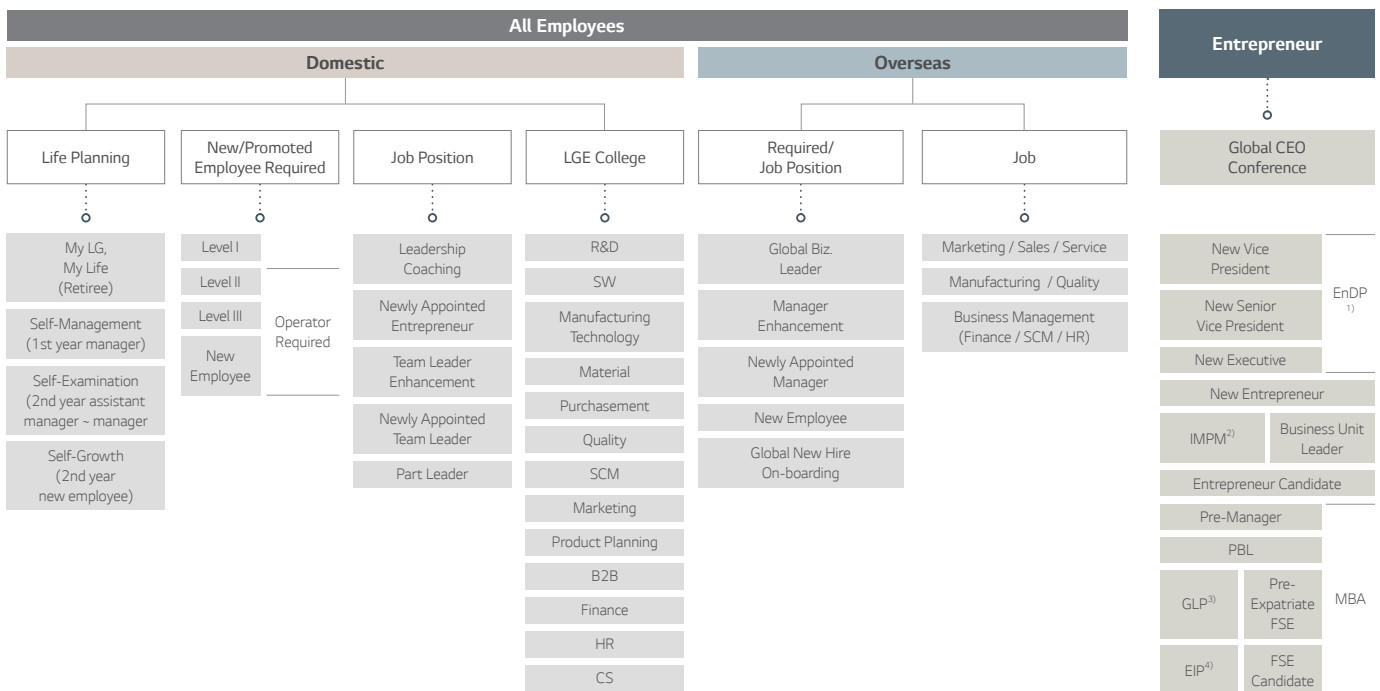 All Employees
Domestic
Overseas
Entrepreneur
Life Planning
New/Promoted
Employee Required
Job Position
LGE College
Required/
Job Position
Job
Global CEO
Conference
My LG,
My Life
(Retiree)
Self-Management
(1st year manager)
Self-Examination
(2nd year assistant
manager ~ manager
Self-Growth
(2nd year
new employee)
Level I
Level II
Level III
New
Employee
Operator
Required
Leadership
Coaching
Newly Appointed
Entrepreneur
Team Leader
Enhancement
Newly Appointed
Team Leader
Part Leader
R&D
SW
Manufacturing
Technology
Material
Purchasement
Quality
SCM
Marketing
Product Planning
B2B
Finance
HR
CS
Global Biz.
Leader
Manager
Enhancement
Newly Appointed
Manager
New Employee
Global New Hire
On-boarding
Marketing / Sales / Service
Manufacturing / Quality
Business Management
(Finance / SCM / HR)
New Vice
President
New Senior
Vice President
New Executive
EnDP
1)
New Entrepreneur
IMPM2)
Business Unit
Leader
Entrepreneur Candidate
Pre-Manager
PBL
GLP3)
Pre-
Expatriate
FSE
EIP4)
FSE
Candidate
MBA